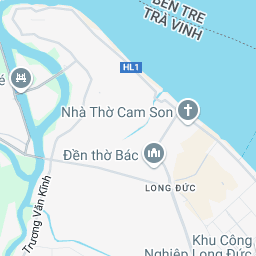 BẾN TRE
TRÀ VINH
HL1
Nhà Thờ Cam Son
Đền thờ Bác
LONG ĐỨC
Trương Văn Kỉnh
Khu Công
Nghiệp Long Đức